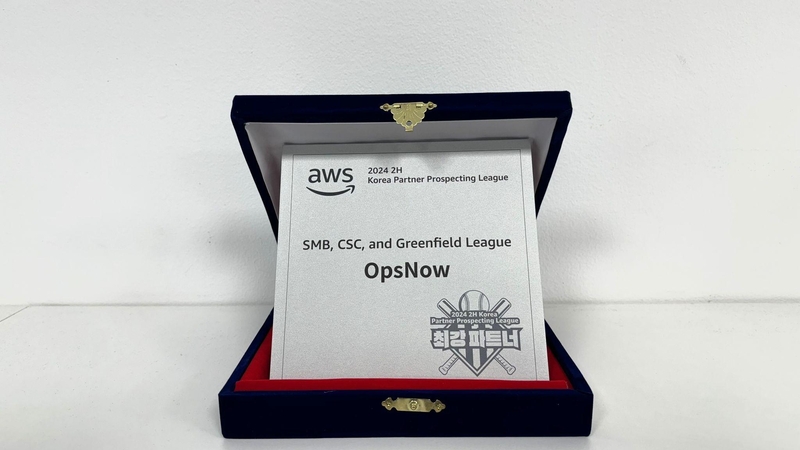 aws
2024 2H
Korea Partner Prospecting League
SMB, CSC, and Greenfield League
OpsNow
2024 2H Korea
Partner Prospecting League
최강 파트너